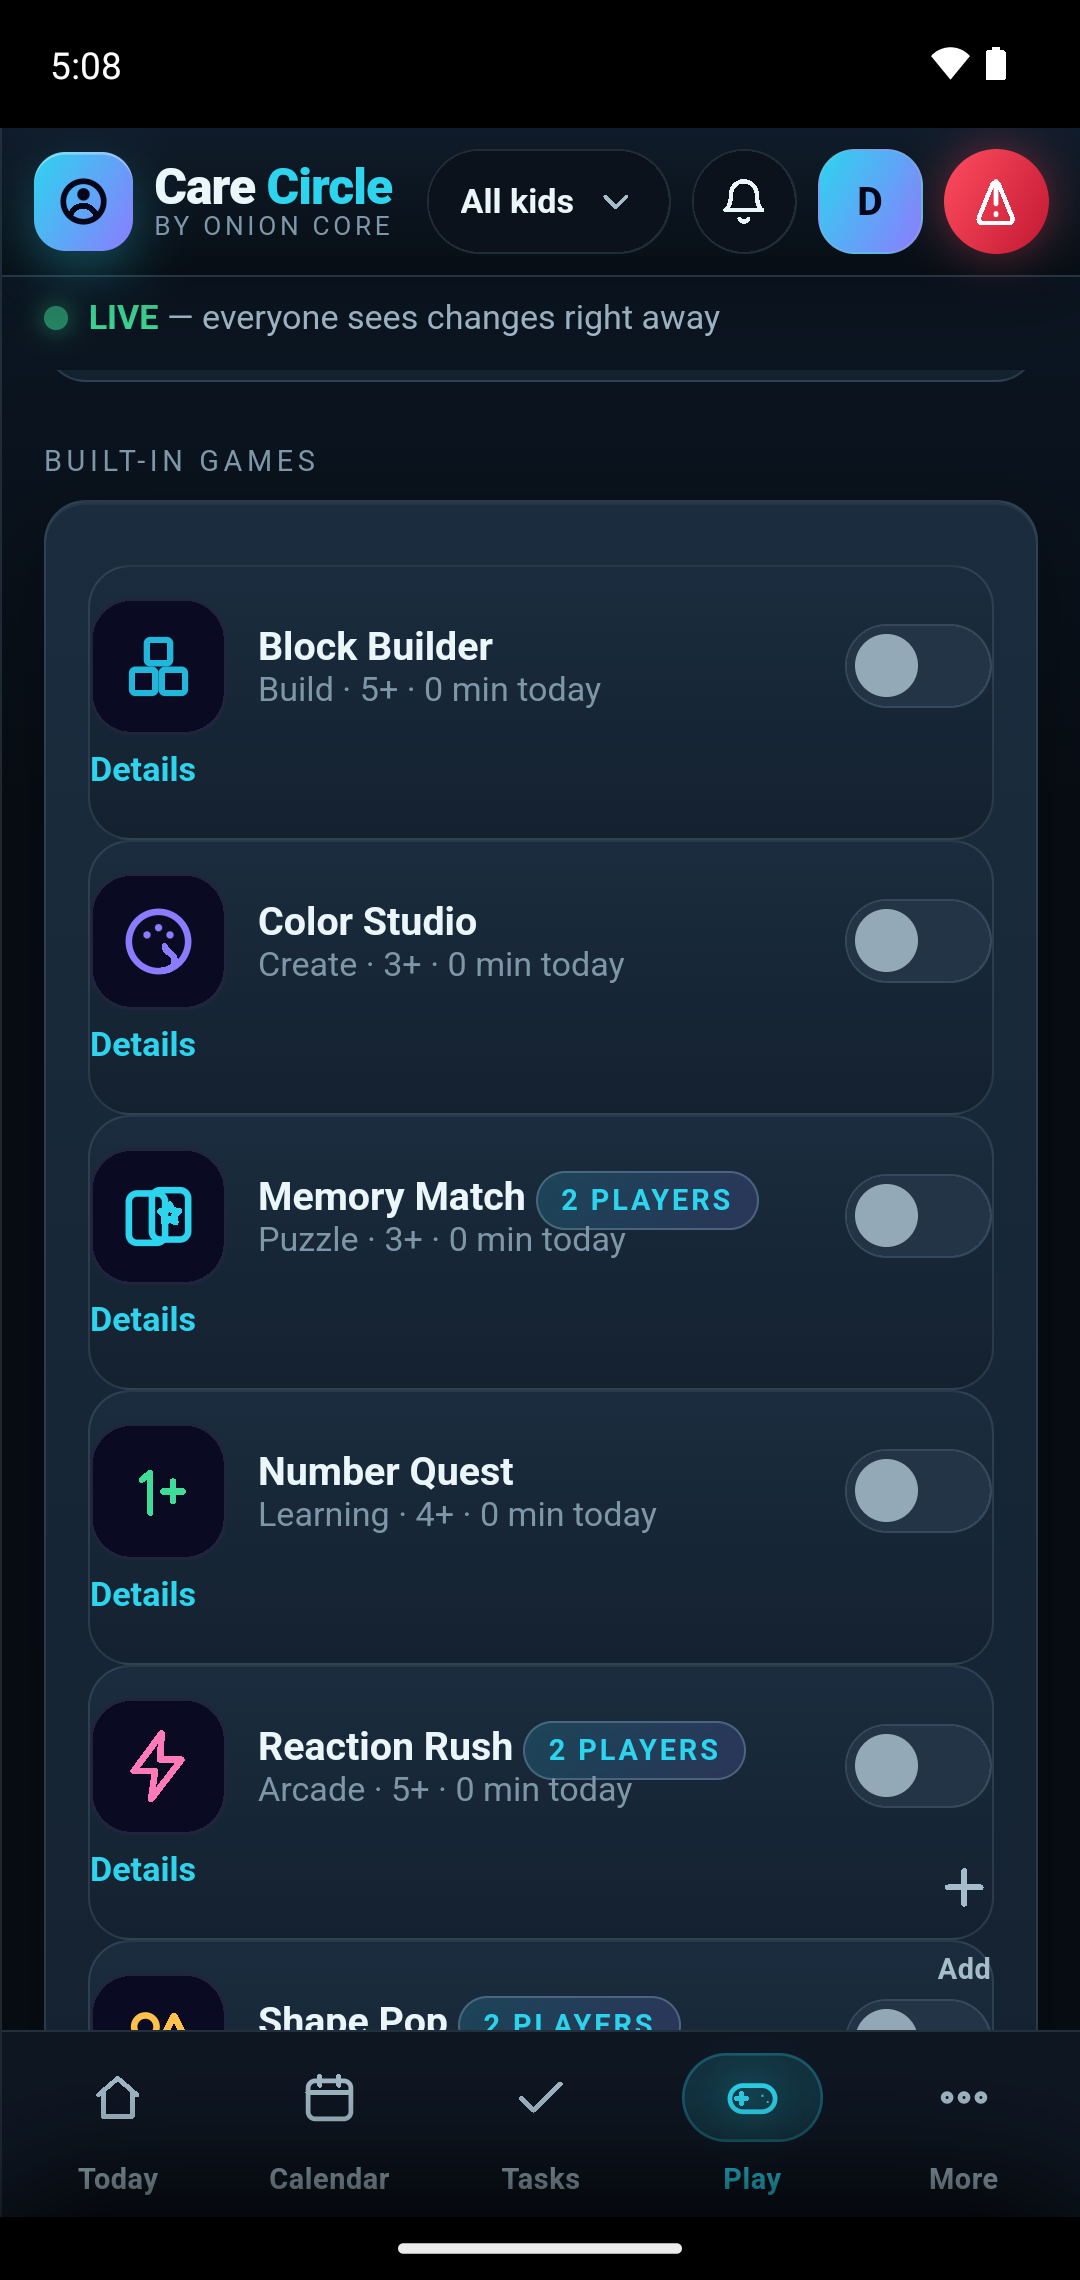 5:08
Care Circle
BY ONION CORE
All kids
D
LIVE — everyone sees changes right away
BUILT-IN GAMES
Block Builder
Build · 5+ · 0 min today
Details
Color Studio
Create · 3+ · 0 min today
Details
Memory Match 2 PLAYERS
Puzzle · 3+ · 0 min today
Details
1+
Number Quest
Learning · 4+ · 0 min today
Details
Reaction Rush 2 PLAYERS
Arcade · 5+ · 0 min today
Details
Add
Shape Pop 2 PLAYERS
Today
Calendar
Tasks
Play
More